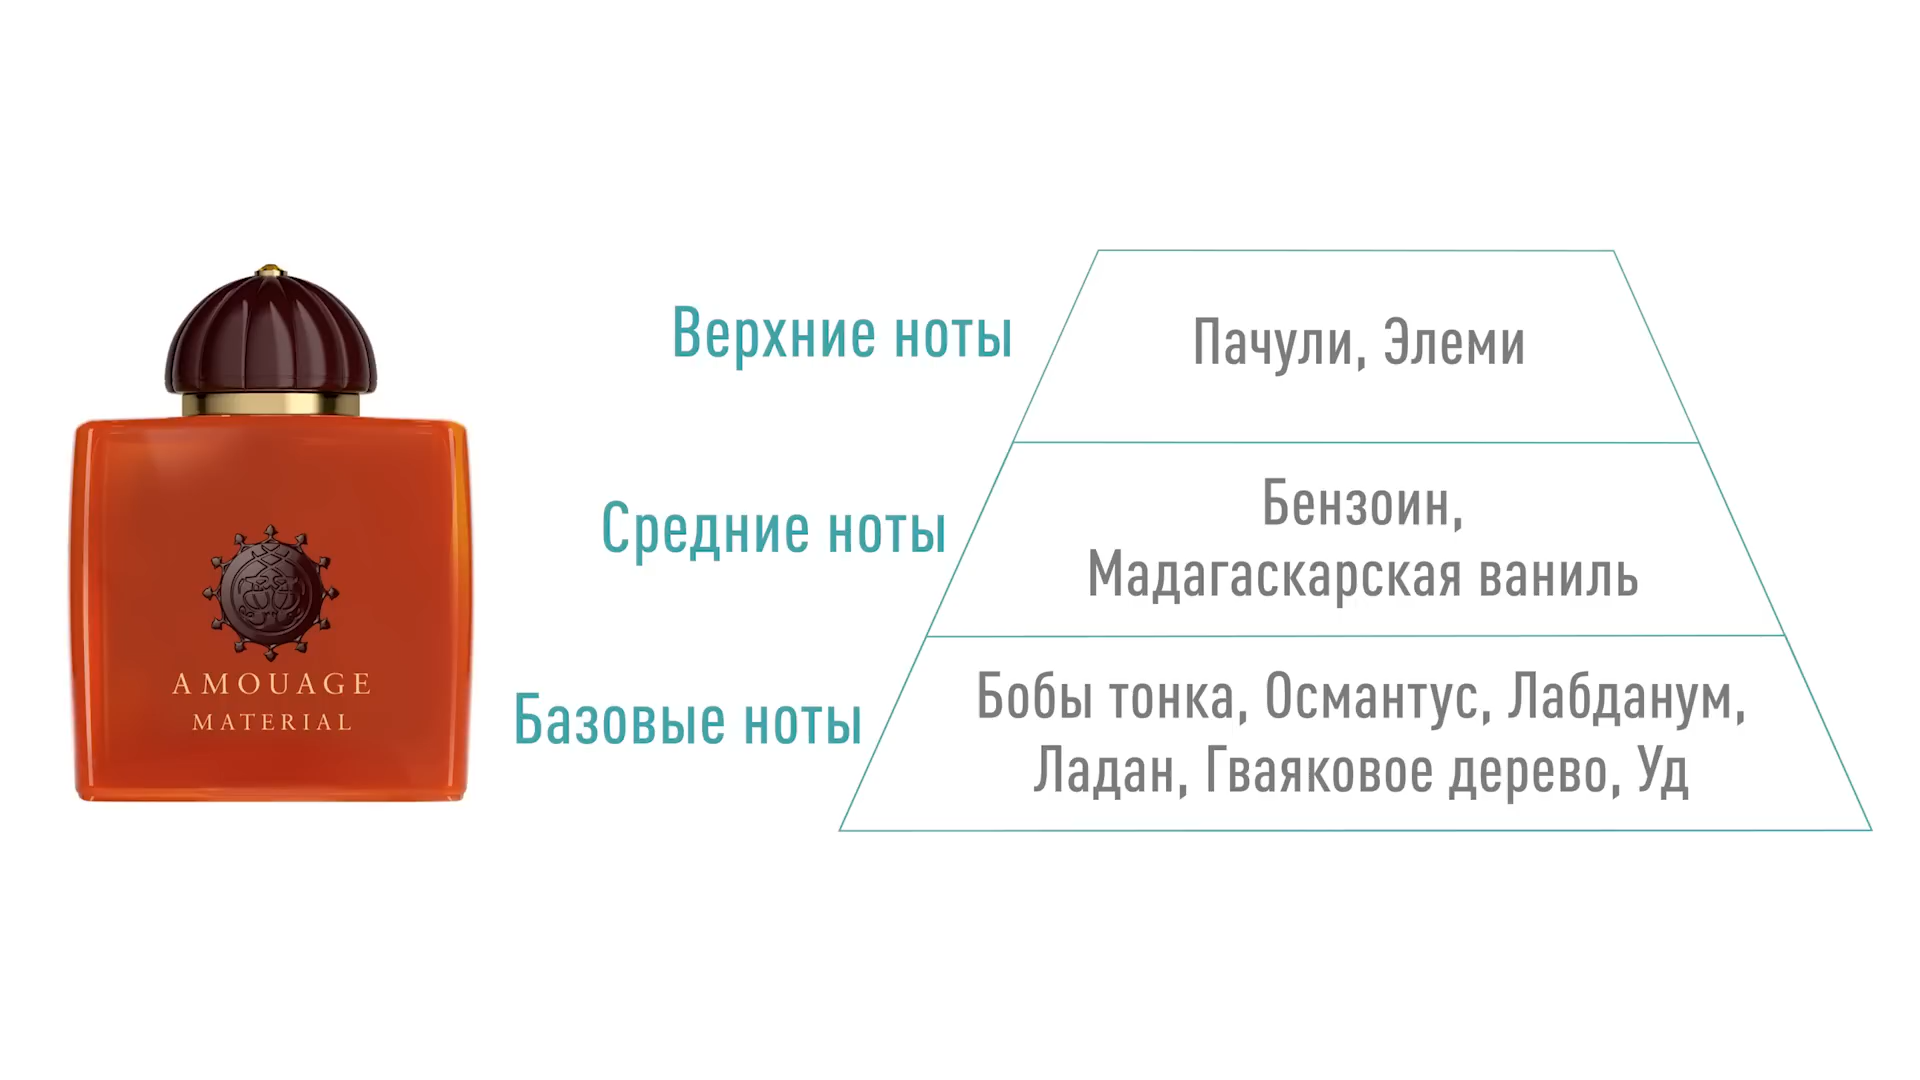 AMOUAGE
MATERIAL
Верхние ноты
Пачули, Элеми
Средние ноты
Бензоин,
Мадагаскарская ваниль
Базовые ноты
Бобы тонка, Османтус, Лабданум,
Ладан, Гваяковое дерево, Уд